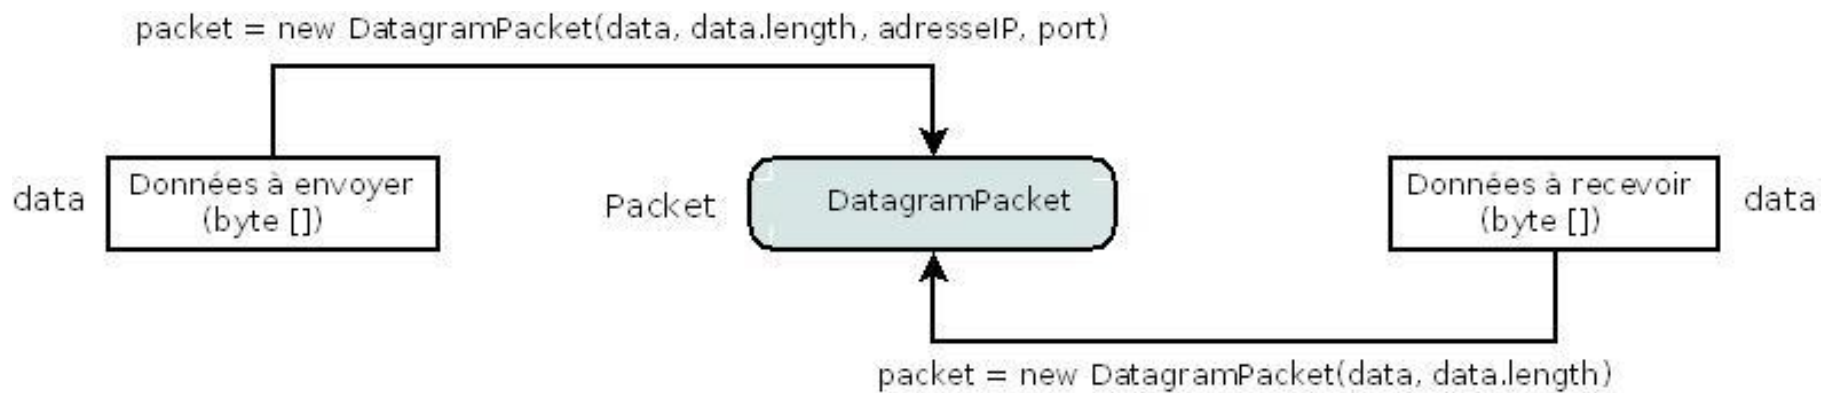 packet = new DatagramPacket(data, data.length, adresseIP, port)
data
Données à envoyer
(byte [])
Packet
DatagramPacket
Données à recevoir
(byte [])
data
packet = new DatagramPacket(data, data.length)